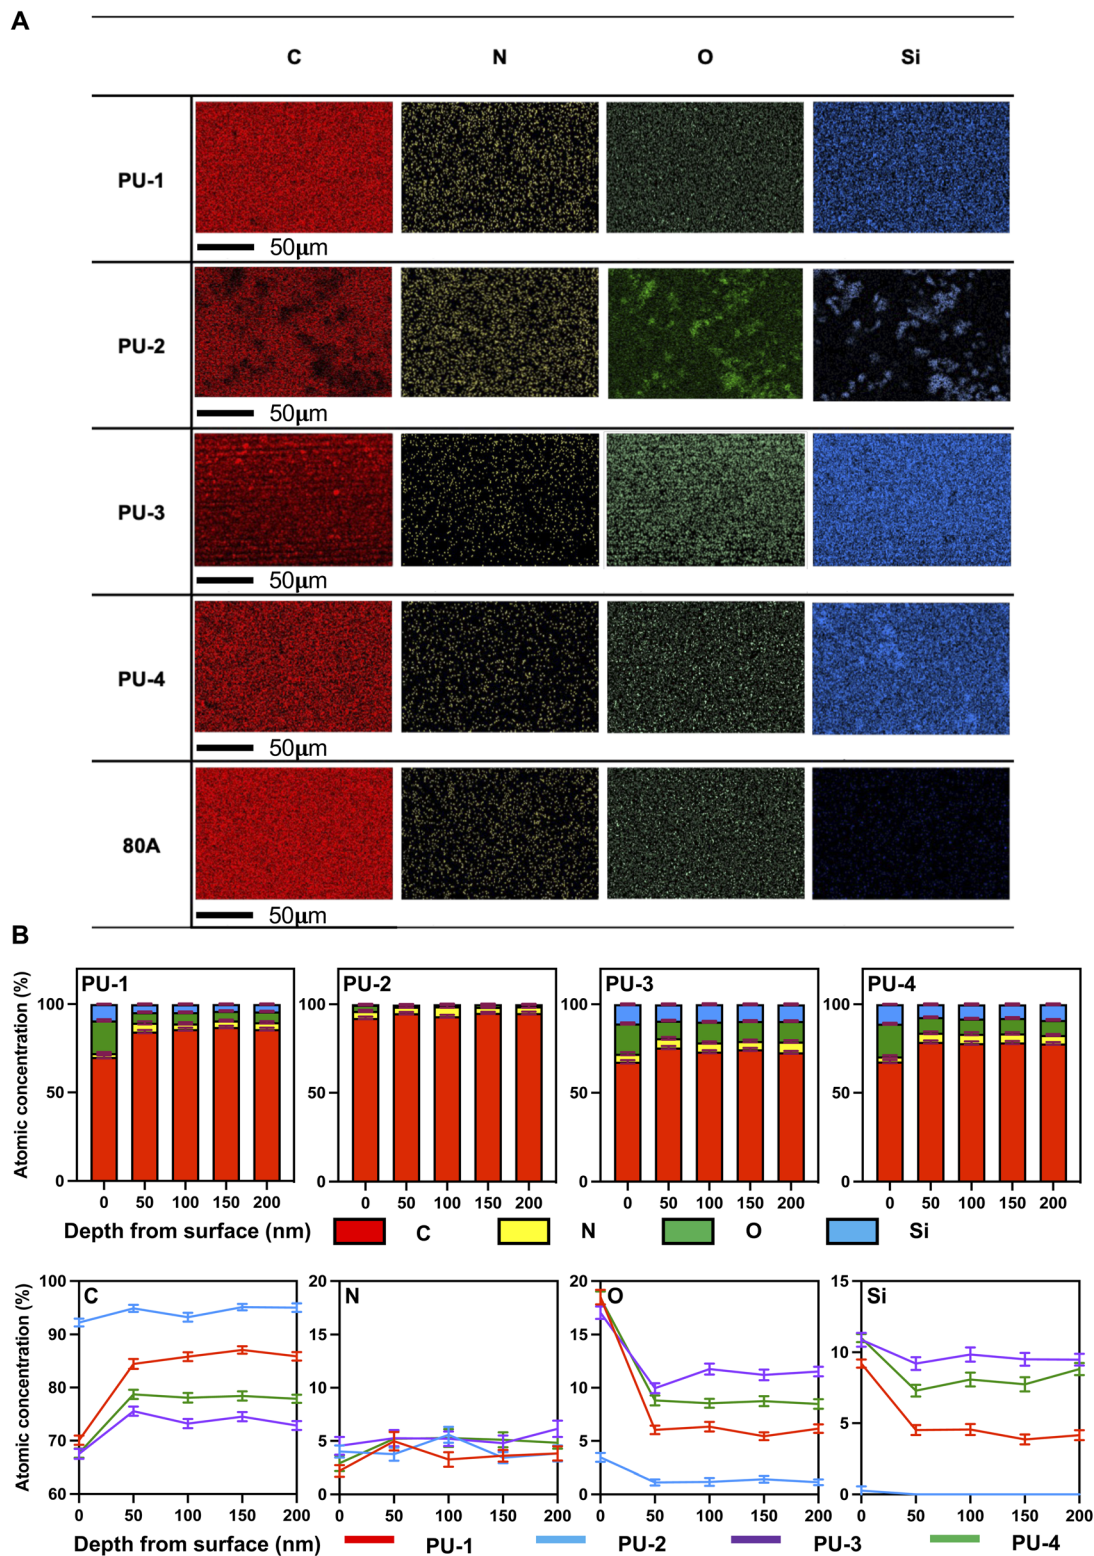 A
C N O Si
PU-1
50μm
PU-2
50μm
PU-3
50μm
PU-4
50μm
80A
50μm
B
Atomic concentration (%)
PU-1 PU-2 PU-3 PU-4
100 100 100 100
50 50 50 50
0 0 0 0
0 50 100 150 200 0 50 100 150 200 0 50 100 150 200 0 50 100 150 200
Depth from surface (nm) C N O Si
Atomic concentration (%)
C N O Si
100 20 20 15
90 15 15 10
80 10 10 5
70 5 5 0
60 0 0
0 50 100 150 200 0 50 100 150 200 0 50 100 150 200 0 50 100 150 200
Depth from surface (nm) PU-1 PU-2 PU-3 PU-4